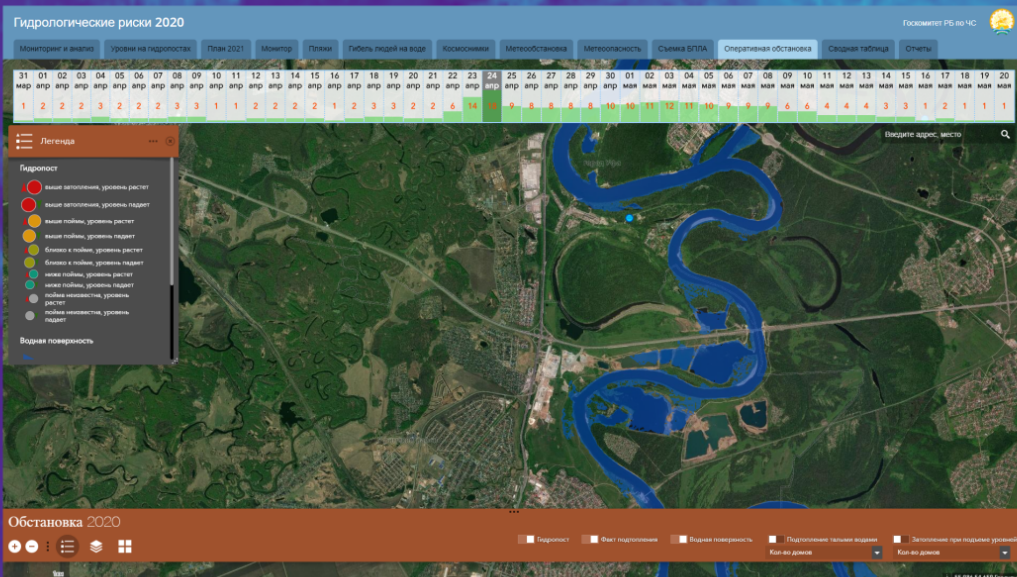 Гидрологические риски 2020
Госкомитет РБ по ЧС
Мониторинг и анализ Уровни на гидропостах План 2021 Монитор Пляжи Гибель людей на воде Космоснимки Метеообстановка Метеоопасность Съемка БПЛА Оперативная обстановка Сводная таблица Отчеты
31 01 02 03 04 05 06 07 08 09 10 11 12 13 14 15 16 17 18 19 20 21 22 23 24 25 26 27 28 29 30 01 02 03 04 05 06 07 08 09 10 11 12 13 14 15 16 17 18 19 20
мар апр апр апр апр апр апр апр апр апр апр апр апр апр апр апр апр апр апр апр апр апр апр апр апр апр апр апр апр апр апр мая мая мая мая мая мая мая мая мая мая мая мая мая мая мая мая мая мая мая мая
1 2 2 2 3 2 2 2 3 3 1 1 2 2 2 2 1 2 3 3 2 2 6 14 9 8 8 8 8 10 10 11 12 11 10 9 9 9 6 6 4 4 4 3 3 1 2 1 1 1
Легенда
Введите адрес, место
Гидропост
выше затопления, уровень растет
выше затопления, уровень падает
выше поймы, уровень растет
выше поймы, уровень падает
близко к пойме, уровень растет
близко к пойме, уровень падает
ниже поймы, уровень растет
ниже поймы, уровень падает
пойма неизвестна, уровень
растет
пойма неизвестна, уровень
падает
Водная поверхность
Обстановка 2020
Гидропост Факт подтопления Водная поверхность Подтопление талыми водами Затопление при подъеме уровней
Кол-во домов Кол-во домов